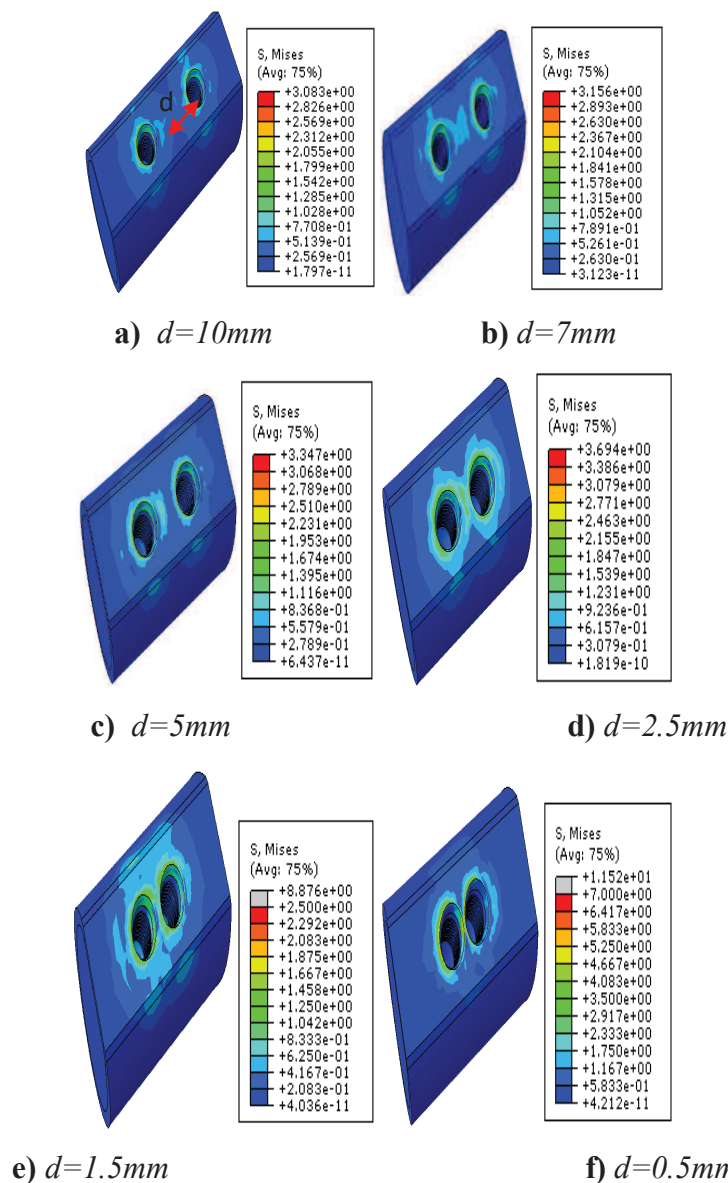 d
S, Mises
(Avg: 75%)
+3.083e+00
+2.826e+00
+2.569e+00
+2.312e+00
+2.055e+00
+1.799e+00
+1.542e+00
+1.285e+00
+1.028e+00
+7.708e-01
+5.139e-01
+2.569e-01
+1.797e-11
S, Mises
(Avg: 75%)
+3.156e+00
+2.893e+00
+2.630e+00
+2.367e+00
+2.104e+00
+1.841e+00
+1.578e+00
+1.315e+00
+1.052e+00
+7.891e-01
+5.261e-01
+2.630e-01
+3.123e-11
a) d=10mm
b) d=7mm
S, Mises
(Avg: 75%)
+3.347e+00
+3.068e+00
+2.789e+00
+2.510e+00
+2.231e+00
+1.953e+00
+1.674e+00
+1.395e+00
+1.116e+00
+8.368e-01
+5.579e-01
+2.789e-01
+6.437e-11
S, Mises
(Avg: 75%)
+3.694e+00
+3.386e+00
+3.079e+00
+2.771e+00
+2.463e+00
+2.155e+00
+1.847e+00
+1.539e+00
+1.231e+00
+9.236e-01
+6.157e-01
+3.079e-01
+1.819e-10
c) d=5mm
d) d=2.5mm
S, Mises
(Avg: 75%)
+8.876e+00
+2.500e+00
+2.292e+00
+2.083e+00
+1.875e+00
+1.667e+00
+1.458e+00
+1.250e+00
+1.042e+00
+8.333e-01
+6.250e-01
+4.167e-01
+2.083e-01
+4.036e-11
S, Mises
(Avg: 75%)
+1.152e+01
+7.000e+00
+6.417e+00
+5.833e+00
+5.250e+00
+4.667e+00
+4.083e+00
+3.500e+00
+2.917e+00
+2.333e+00
+1.750e+00
+1.167e+00
+5.833e-01
+4.212e-11
e) d=1.5mm
f) d=0.5mm